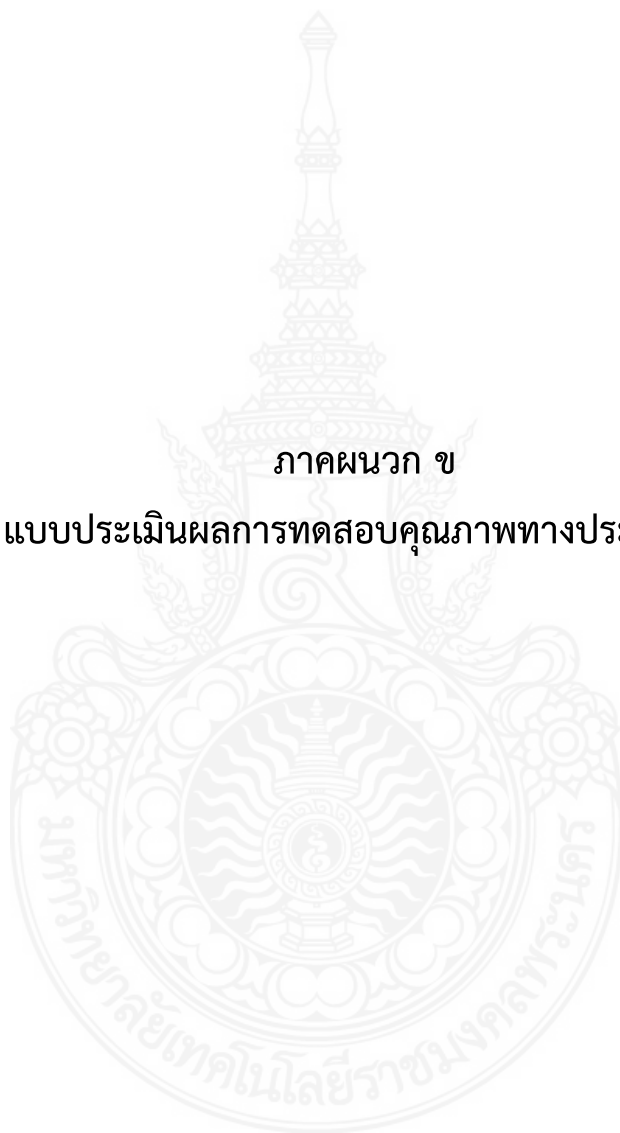 ภาคผนวก ข
แบบประเมินผลการทดสอบคุณภาพทางประ
มหาวิทยาลัยเทคโนโลยีราชมงคลพระนคร